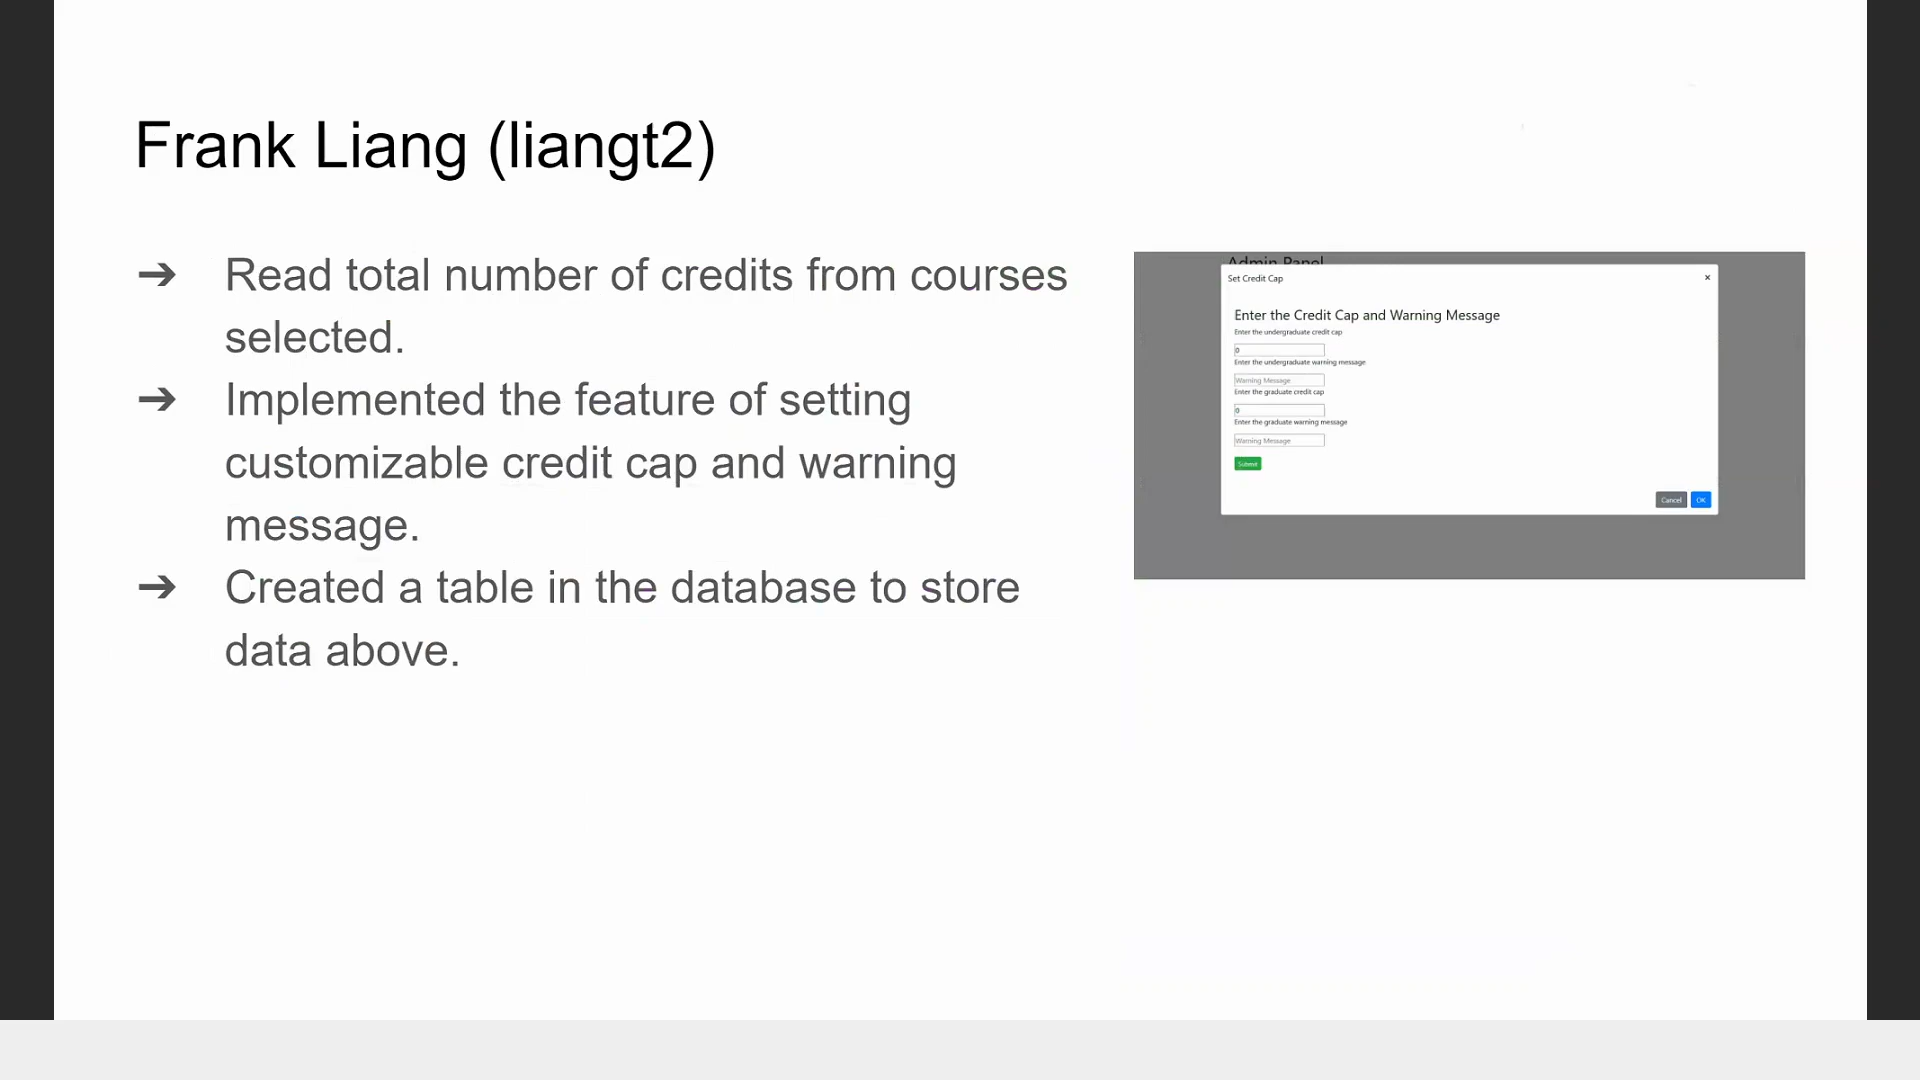 Frank Liang (liangt2)
➔ Read total number of credits from courses
selected.
➔ Implemented the feature of setting
customizable credit cap and warning
message.
➔ Created a table in the database to store
data above.
Admin Panel
Set Credit Cap ×
Enter the Credit Cap and Warning Message
Enter the undergraduate credit cap
0
Enter the undergraduate warning message
Warning Message
Enter the graduate credit cap
0
Enter the graduate warning message
Warning Message
Submit
Cancel OK